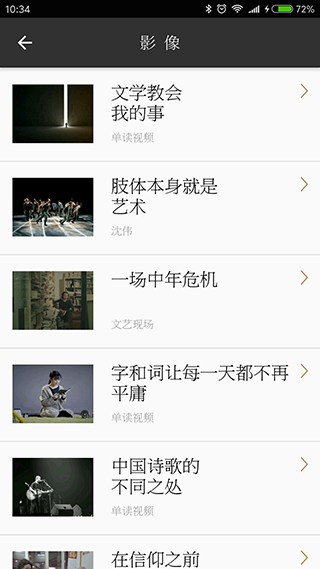 10:34
72%
影像
文学教会
我的事
单读视频
肢体本身就是
艺术
沈伟
一场中年危机
文艺现场
字和词让每一天都不再
平庸
单读视频
中国诗歌的
不同之处
单读视频
在信仰之前